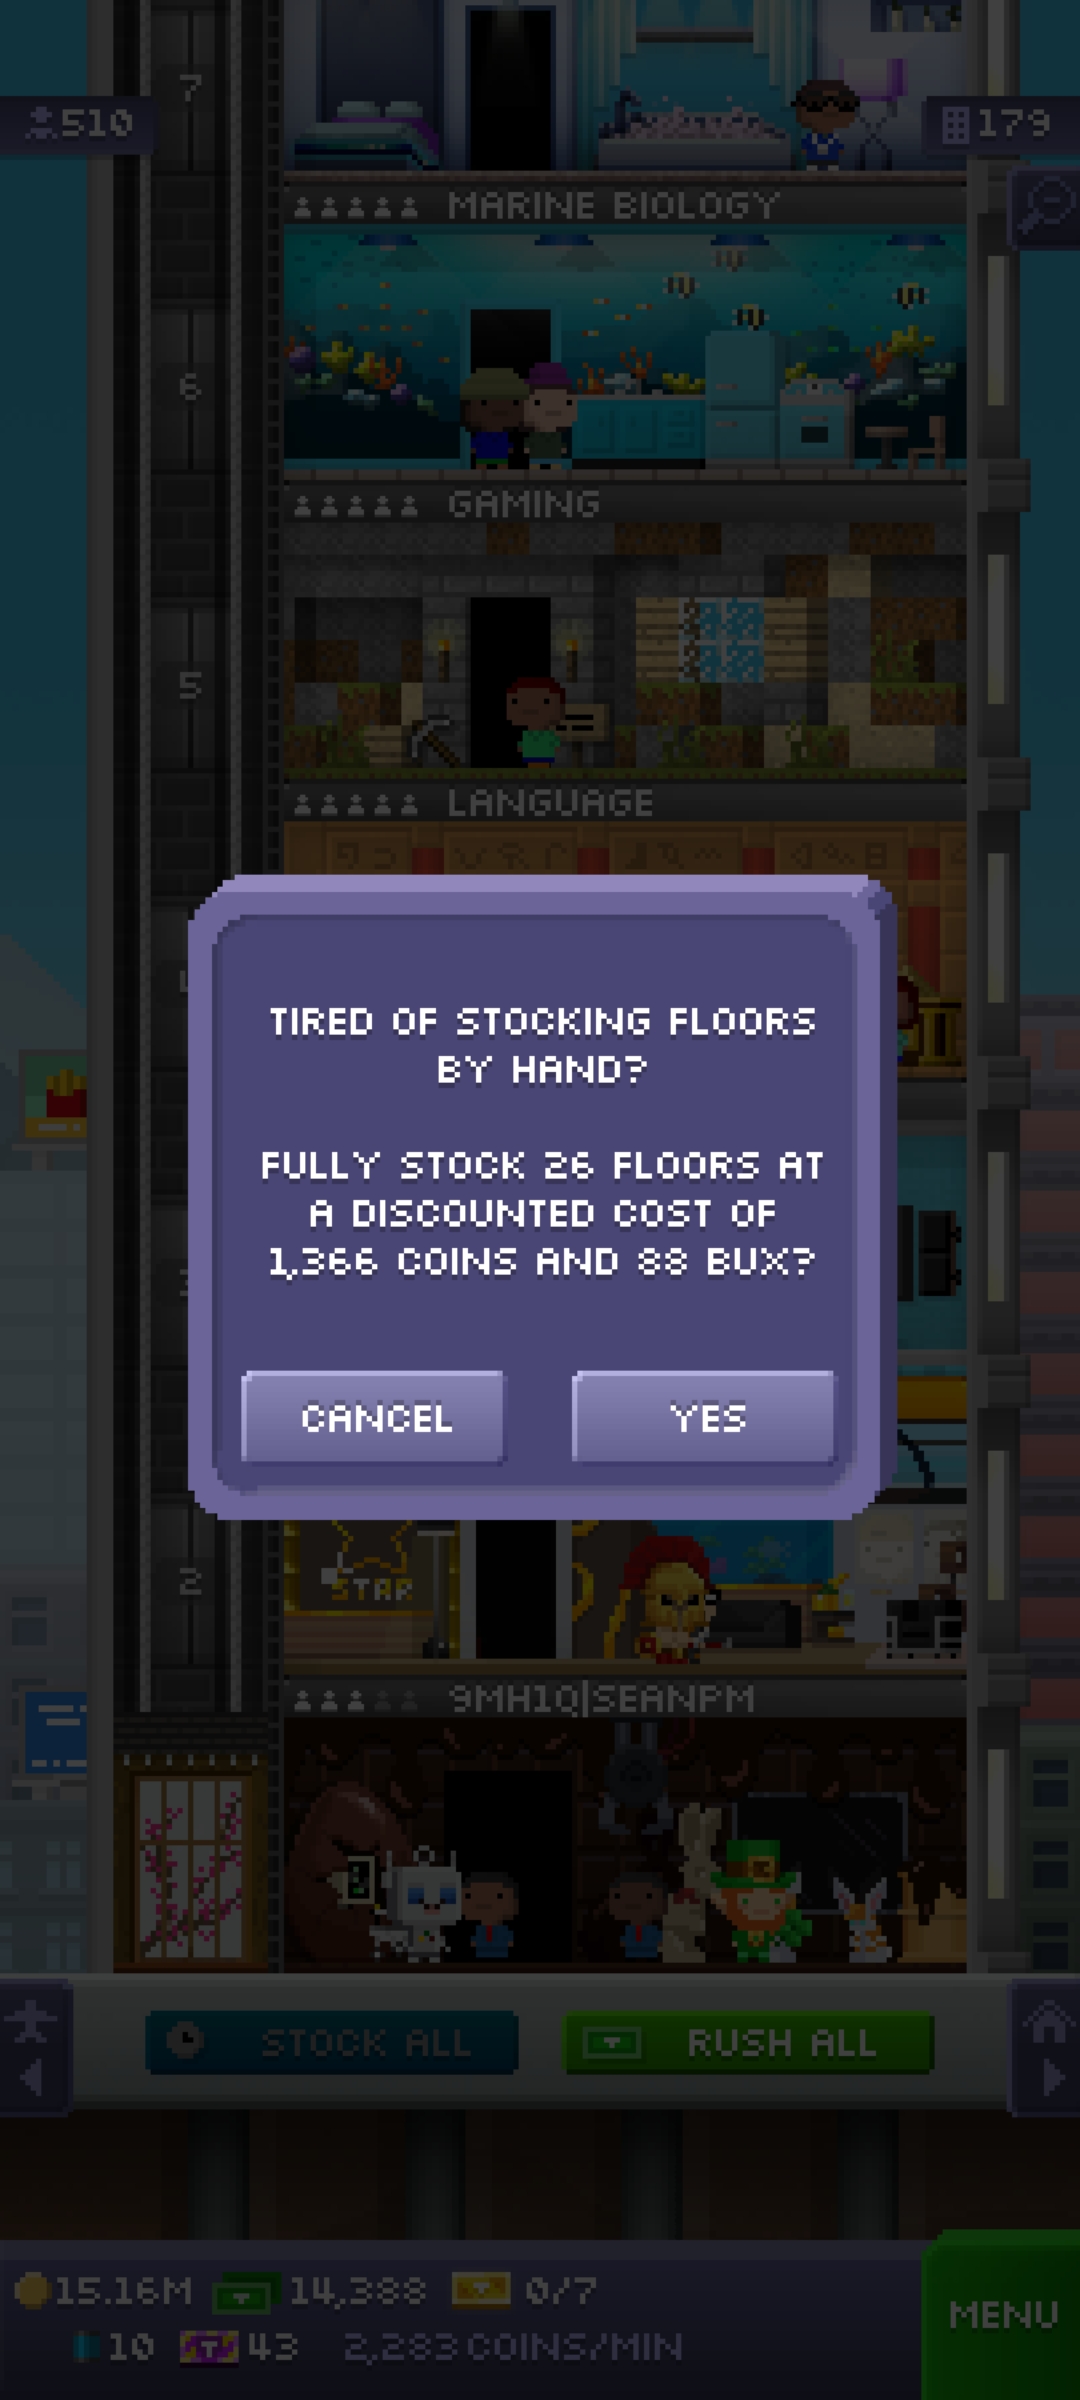 7
510
179
MARINE BIOLOGY
6
GAMING
5
LANGUAGE
TIRED OF STOCKING FLOORS
BY HAND?
FULLY STOCK 26 FLOORS AT
A DISCOUNTED COST OF
1,366 COINS AND 88 BUX?
CANCEL
YES
2
STAR
9MH1Q|SEANPM
STOCK ALL
RUSH ALL
15.16M
14,388
0/7
MENU
10
43
2,283 COINS/MIN